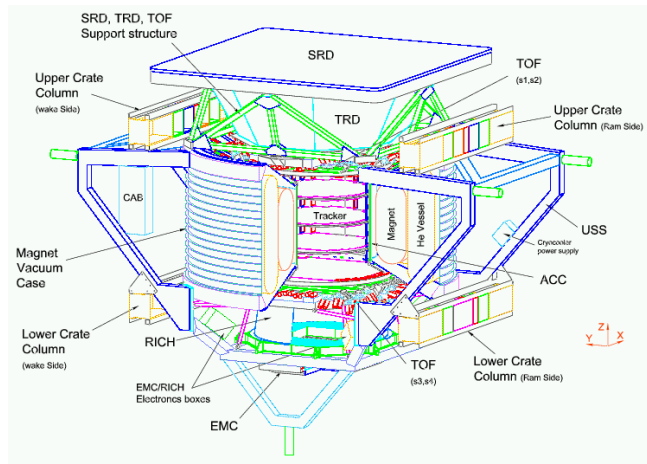 SRD, TRD, TOF
Support structure
SRD
TOF
(s1,s2)
Upper Crate
Column
(wake Side)
TRD
Upper Crate
Column (Ram Side)
CAB
Tracker
Magnet
He Vessel
USS
Cryocooler
power supply
Magnet
Vacuum
Case
ACC
Lower Crate
Column
(wake Side)
RICH
TOF
(s3,s4)
Lower Crate
Column (Ram Side)
EMC/RICH
Electroncs boxes
EMC
Z
Y
X